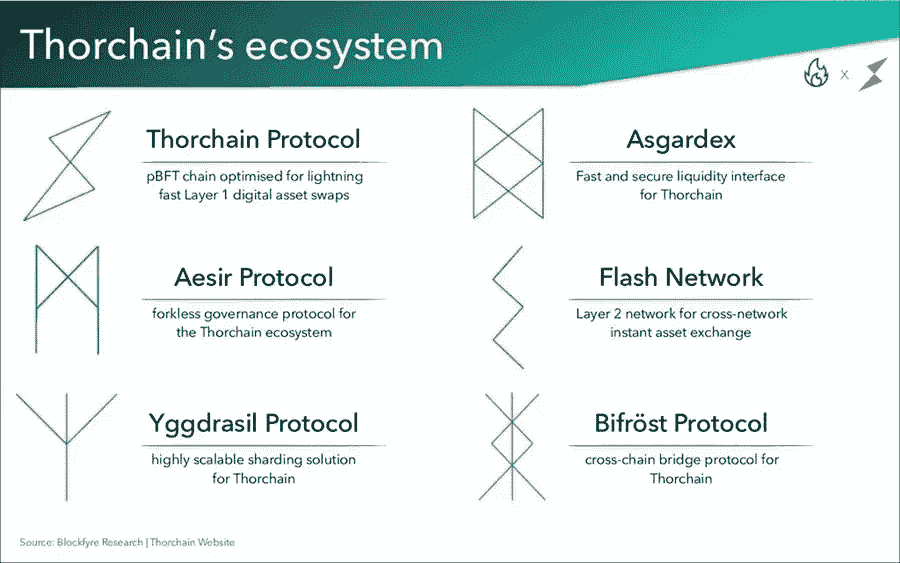 Thorchain's ecosystem
x
Thorchain Protocol
pBFT chain optimised for lightning
fast Layer 1 digital asset swaps
Asgardex
Fast and secure liquidity interface
for Thorchain
Aesir Protocol
forkless governance protocol for
the Thorchain ecosystem
Flash Network
Layer 2 network for cross-network
instant asset exchange
Yggdrasil Protocol
highly scalable sharding solution
for Thorchain
Bifröst Protocol
cross-chain bridge protocol for
Thorchain
Source: Blockfyre Research | Thorchain Website